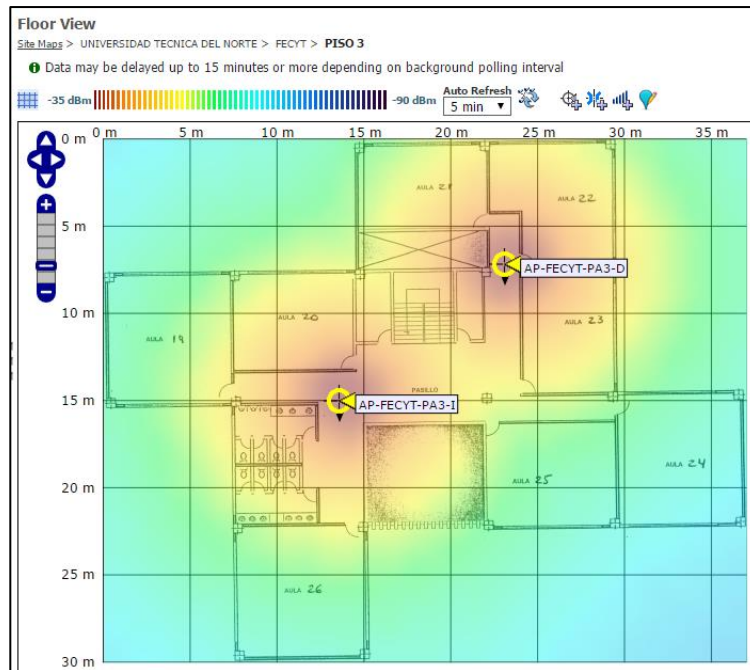 Floor View
Site Maps > UNIVERSIDAD TECNICA DEL NORTE > FECYT > PISO 3
Data may be delayed up to 15 minutes or more depending on background polling interval
-35 dBm -90 dBm Auto Refresh
5 min
0 m 5 m 10 m 15 m 20 m 25 m 30 m 35 m
0 m
AULA 21
AULA 22
5 m
AP-FECYT-PA3-D
10 m
AULA 19
AULA 20
AULA 23
PASILLO
15 m
AP-FECYT-PA3-I
AULA 24
AULA 25
20 m
25 m
AULA 26
30 m